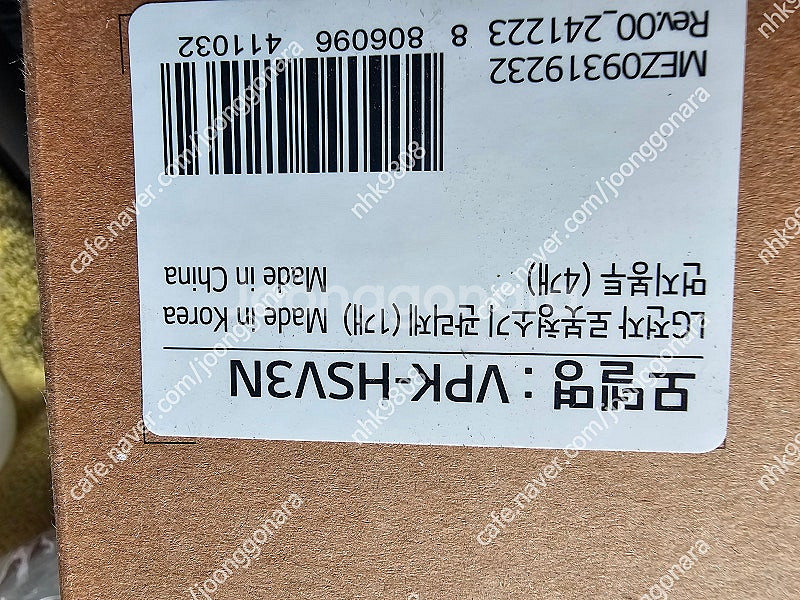 모델명 : VPK-HSV3N
LG전자 로봇청소기 관리제 (1개) Made in Korea
먼지봉투 (4개) Made in China
MEZ09319232
Rev.00_241223
8 806096 411032
joonggonara
cafe.naver.com/joonggonara
nhk9808